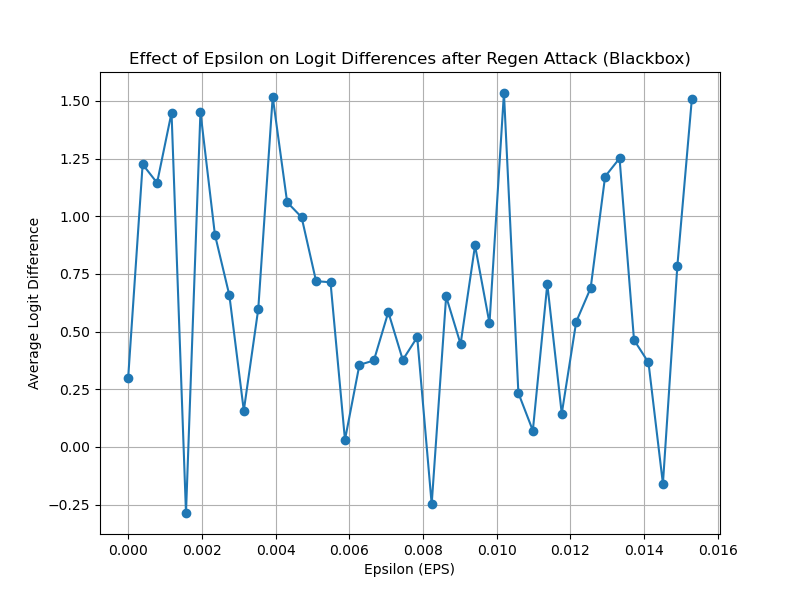 Effect of Epsilon on Logit Differences after Regen Attack (Blackbox)
Average Logit Difference
1.50
1.25
1.00
0.75
0.50
0.25
0.00
−0.25
0.000 0.002 0.004 0.006 0.008 0.010 0.012 0.014 0.016
Epsilon (EPS)